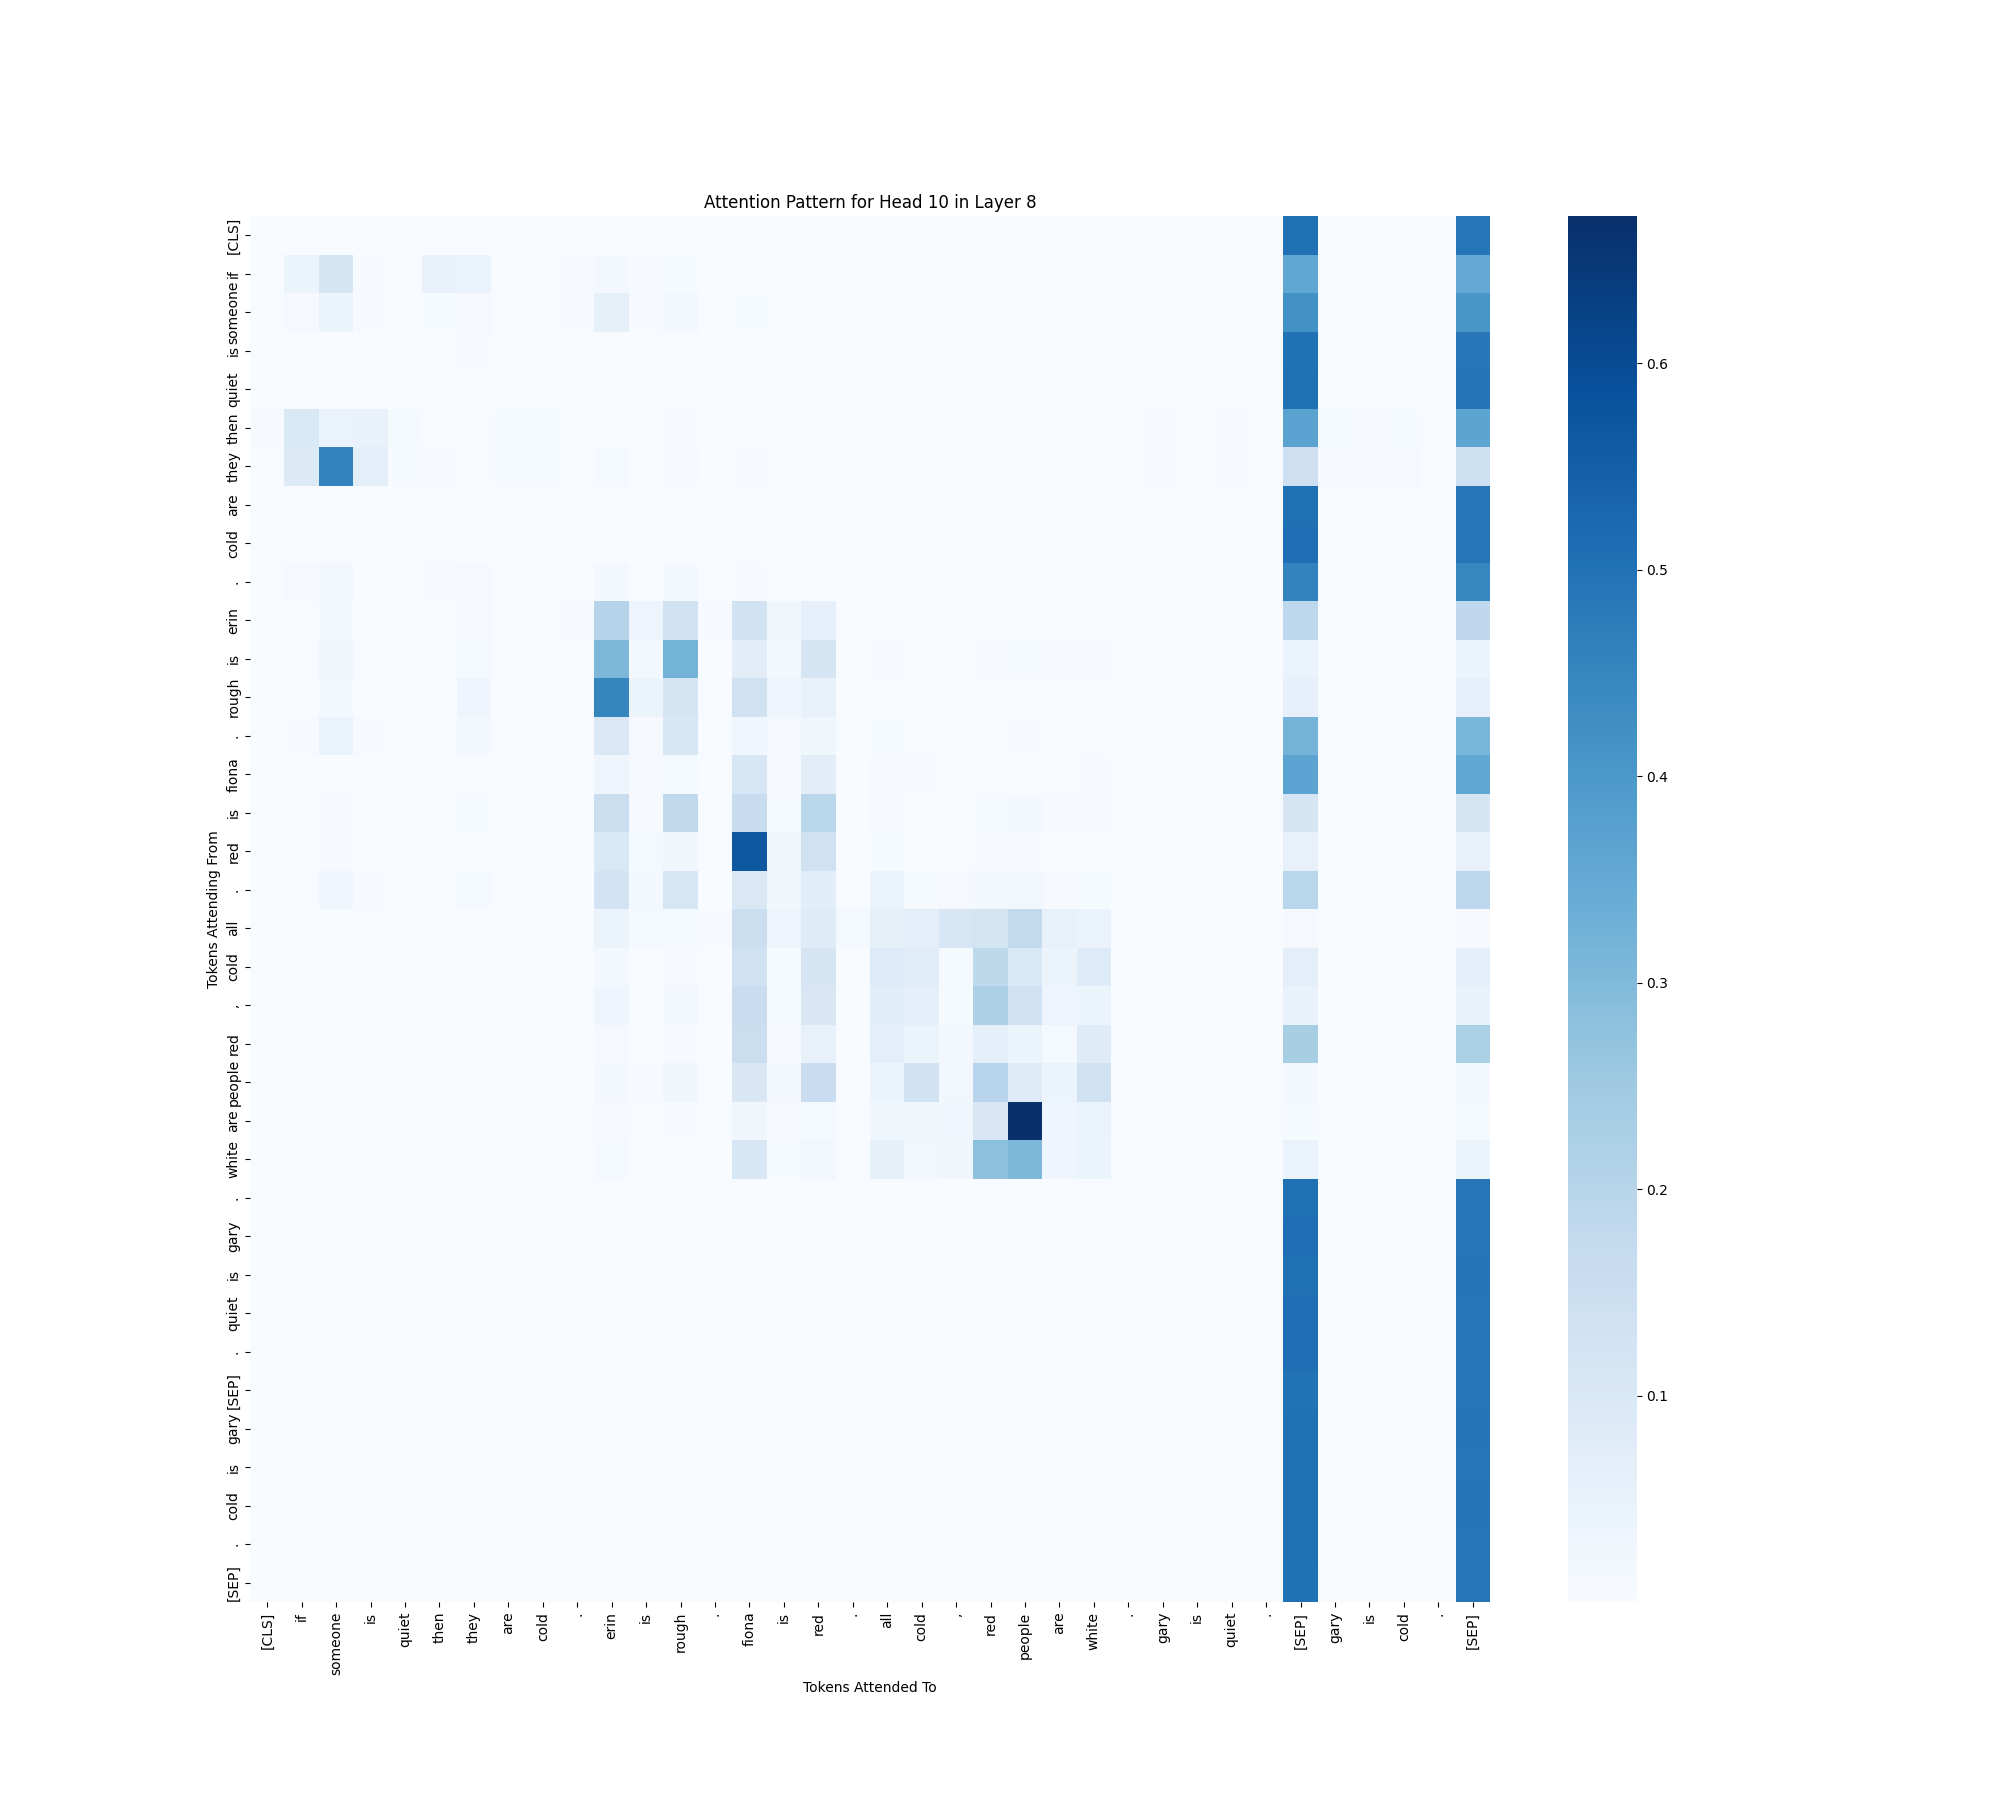 Attention Pattern for Head 10 in Layer 8
Tokens Attending From
[CLS]
if
someone
is
quiet
then
they
are
cold
.
erin
is
rough
.
fiona
is
red
.
all
cold
,
red
people
are
white
.
gary
is
quiet
.
[SEP]
gary
is
cold
.
[SEP]
[CLS]
if
someone
is
quiet
then
they
are
cold
.
erin
is
rough
.
fiona
is
red
.
all
cold
,
red
people
are
white
.
gary
is
quiet
.
[SEP]
gary
is
cold
.
[SEP]
Tokens Attended To
0.6
0.5
0.4
0.3
0.2
0.1